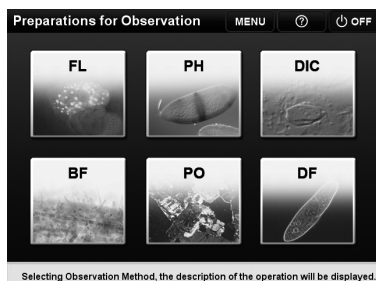 Preparations for Observation MENU ? OFF
FL PH DIC
BF PO DF
Selecting Observation Method, the description of the operation will be displayed.